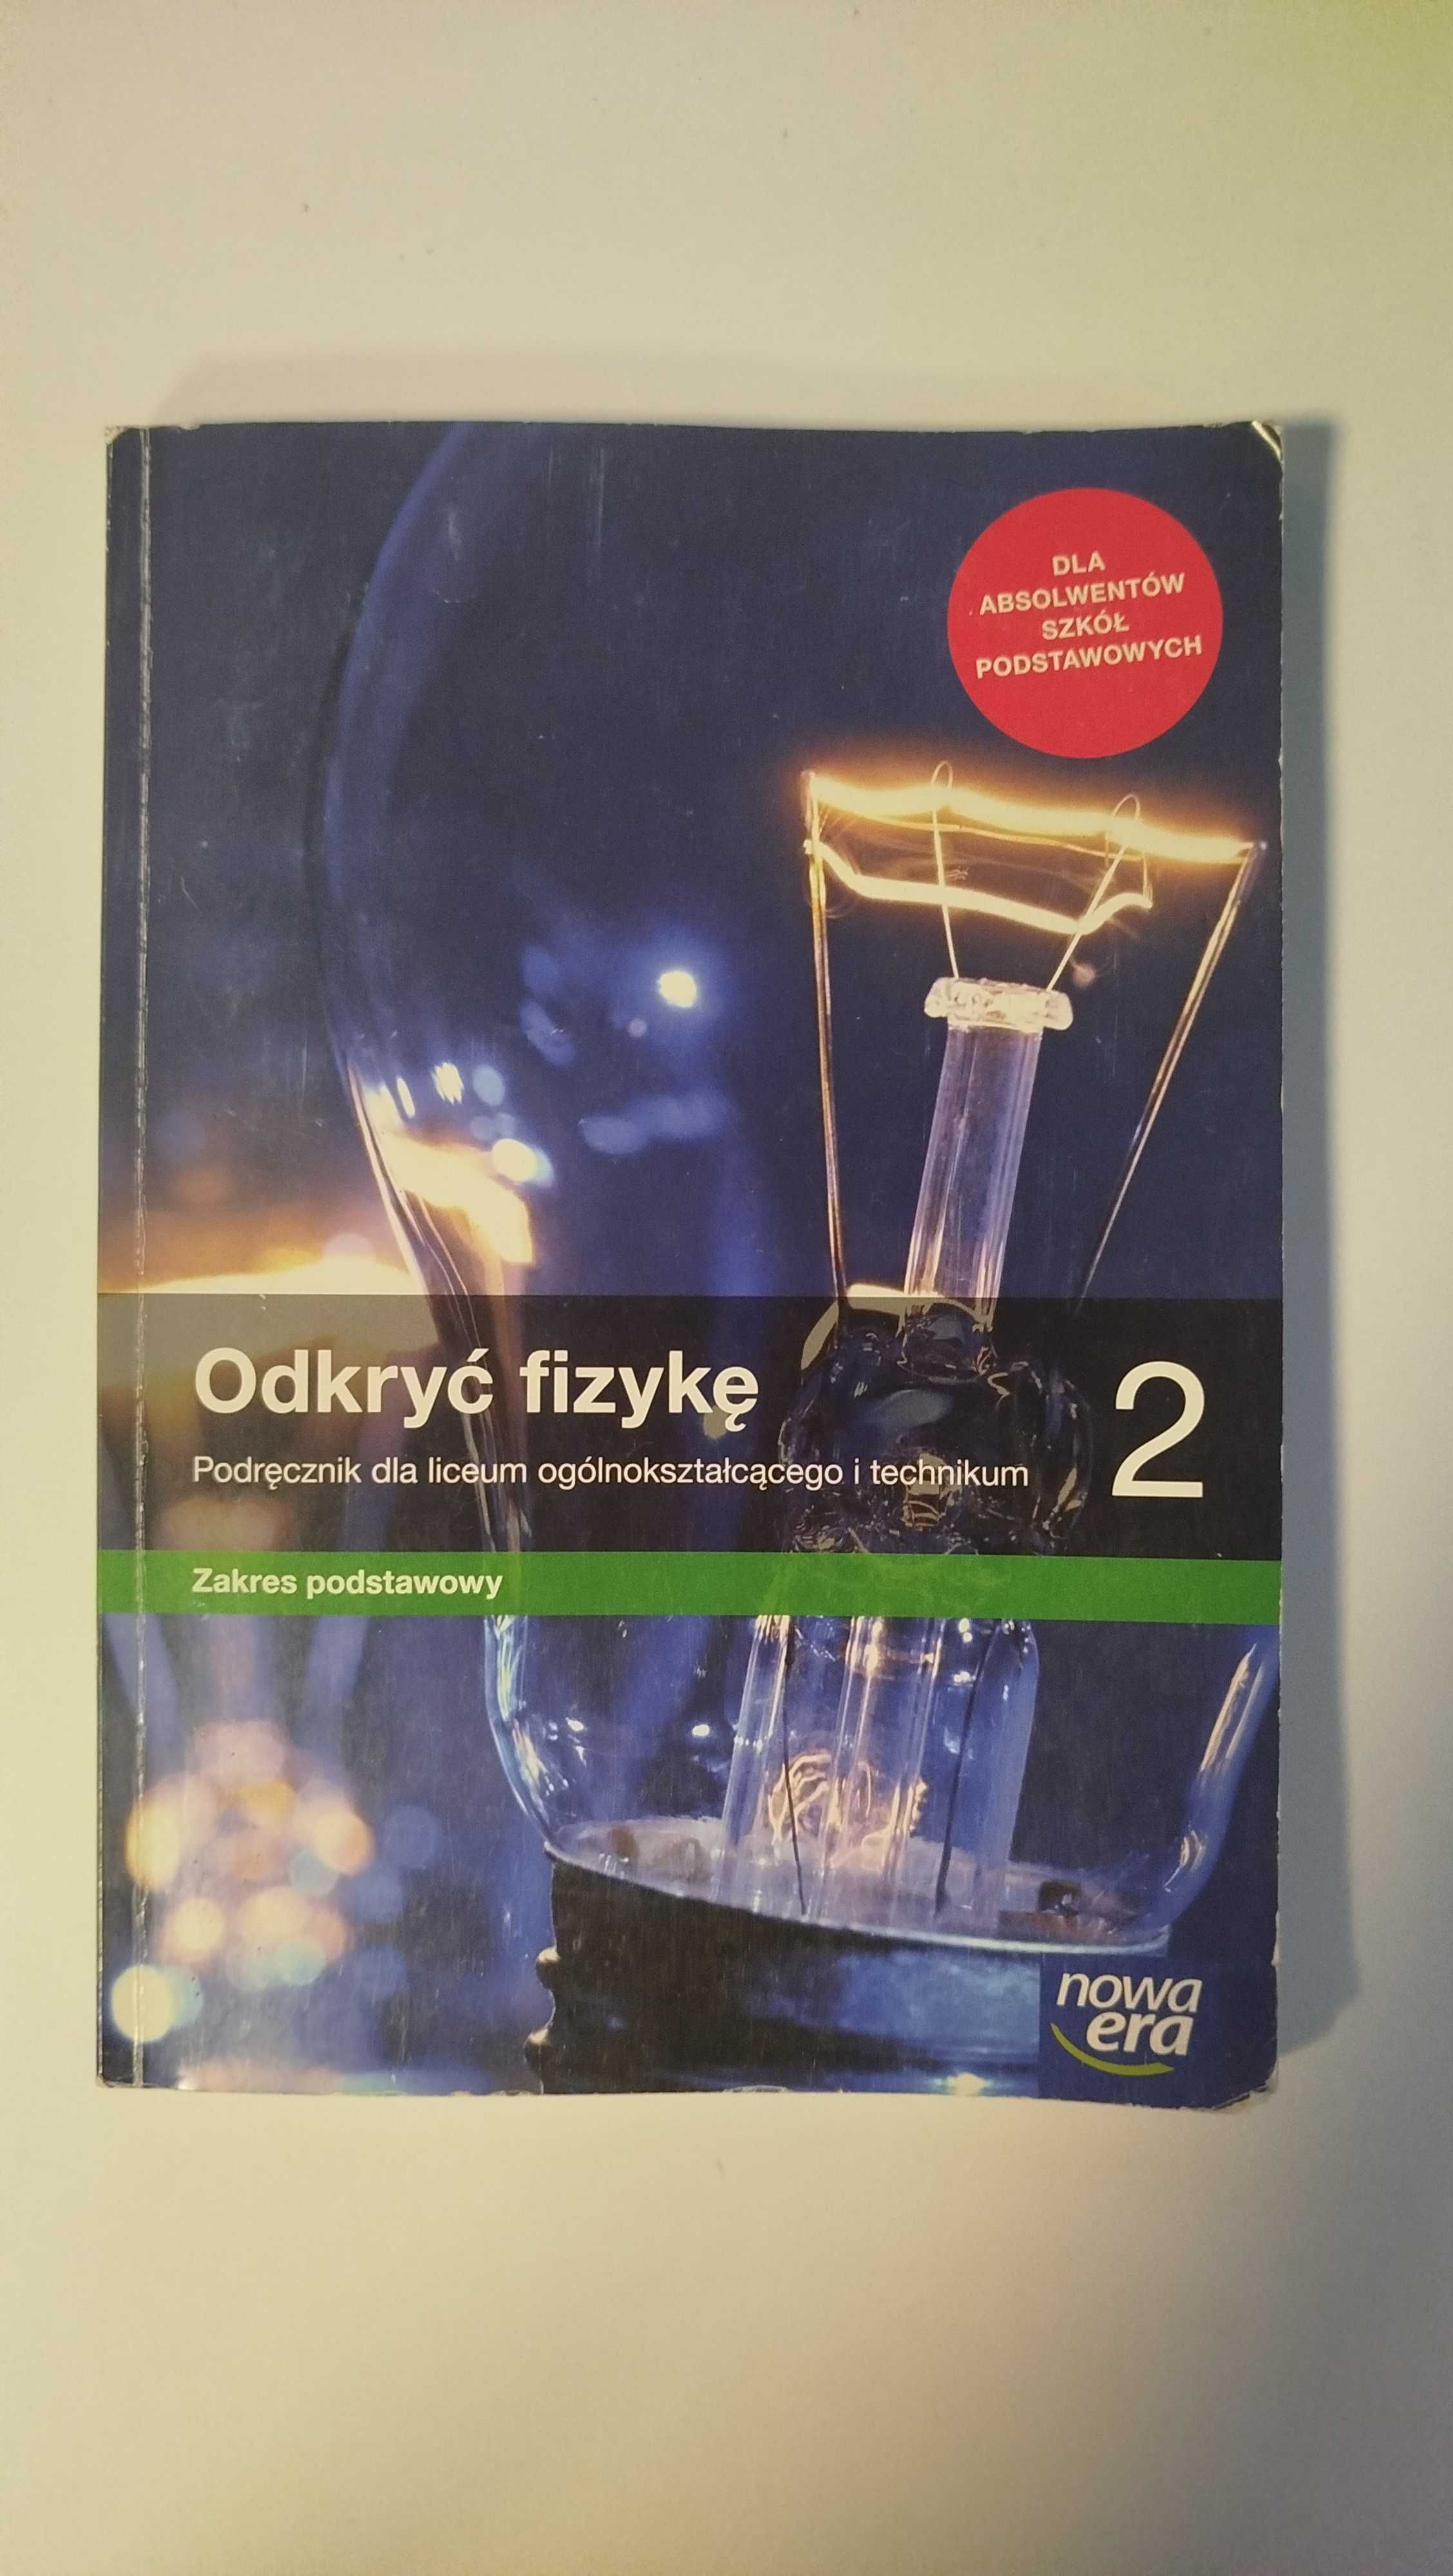 DLA
ABSOLWENTÓW
SZKÓŁ
PODSTAWOWYCH
Odkryć fizykę
2
Podręcznik dla liceum ogólnokształcącego i technikum
Zakres podstawowy
nowa
era